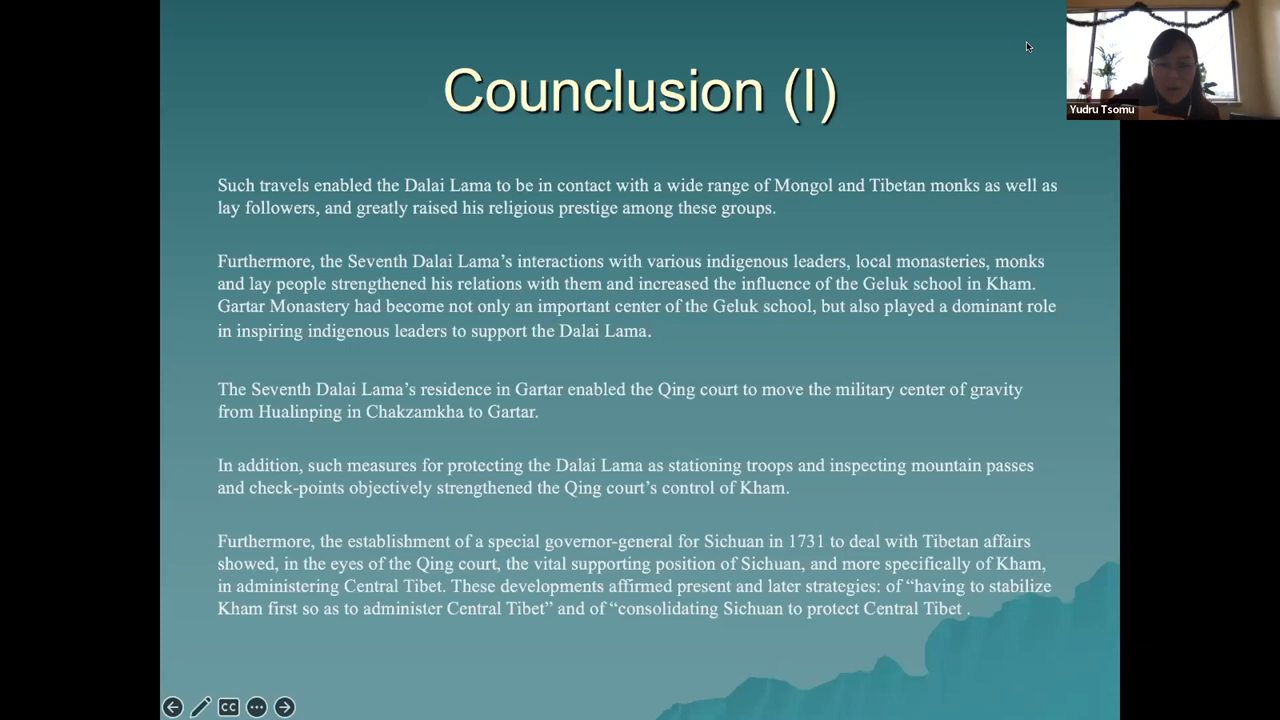 Counclusion (I)
Yudru Tsomu
Such travels enabled the Dalai Lama to be in contact with a wide range of Mongol and Tibetan monks as well as
lay followers, and greatly raised his religious prestige among these groups.
Furthermore, the Seventh Dalai Lama’s interactions with various indigenous leaders, local monasteries, monks
and lay people strengthened his relations with them and increased the influence of the Geluk school in Kham.
Gartar Monastery had become not only an important center of the Geluk school, but also played a dominant role
in inspiring indigenous leaders to support the Dalai Lama.
The Seventh Dalai Lama’s residence in Gartar enabled the Qing court to move the military center of gravity
from Hualinping in Chakzamkha to Gartar.
In addition, such measures for protecting the Dalai Lama as stationing troops and inspecting mountain passes
and check-points objectively strengthened the Qing court’s control of Kham.
Furthermore, the establishment of a special governor-general for Sichuan in 1731 to deal with Tibetan affairs
showed, in the eyes of the Qing court, the vital supporting position of Sichuan, and more specifically of Kham,
in administering Central Tibet. These developments affirmed present and later strategies: of “having to stabilize
Kham first so as to administer Central Tibet” and of “consolidating Sichuan to protect Central Tibet .
CC